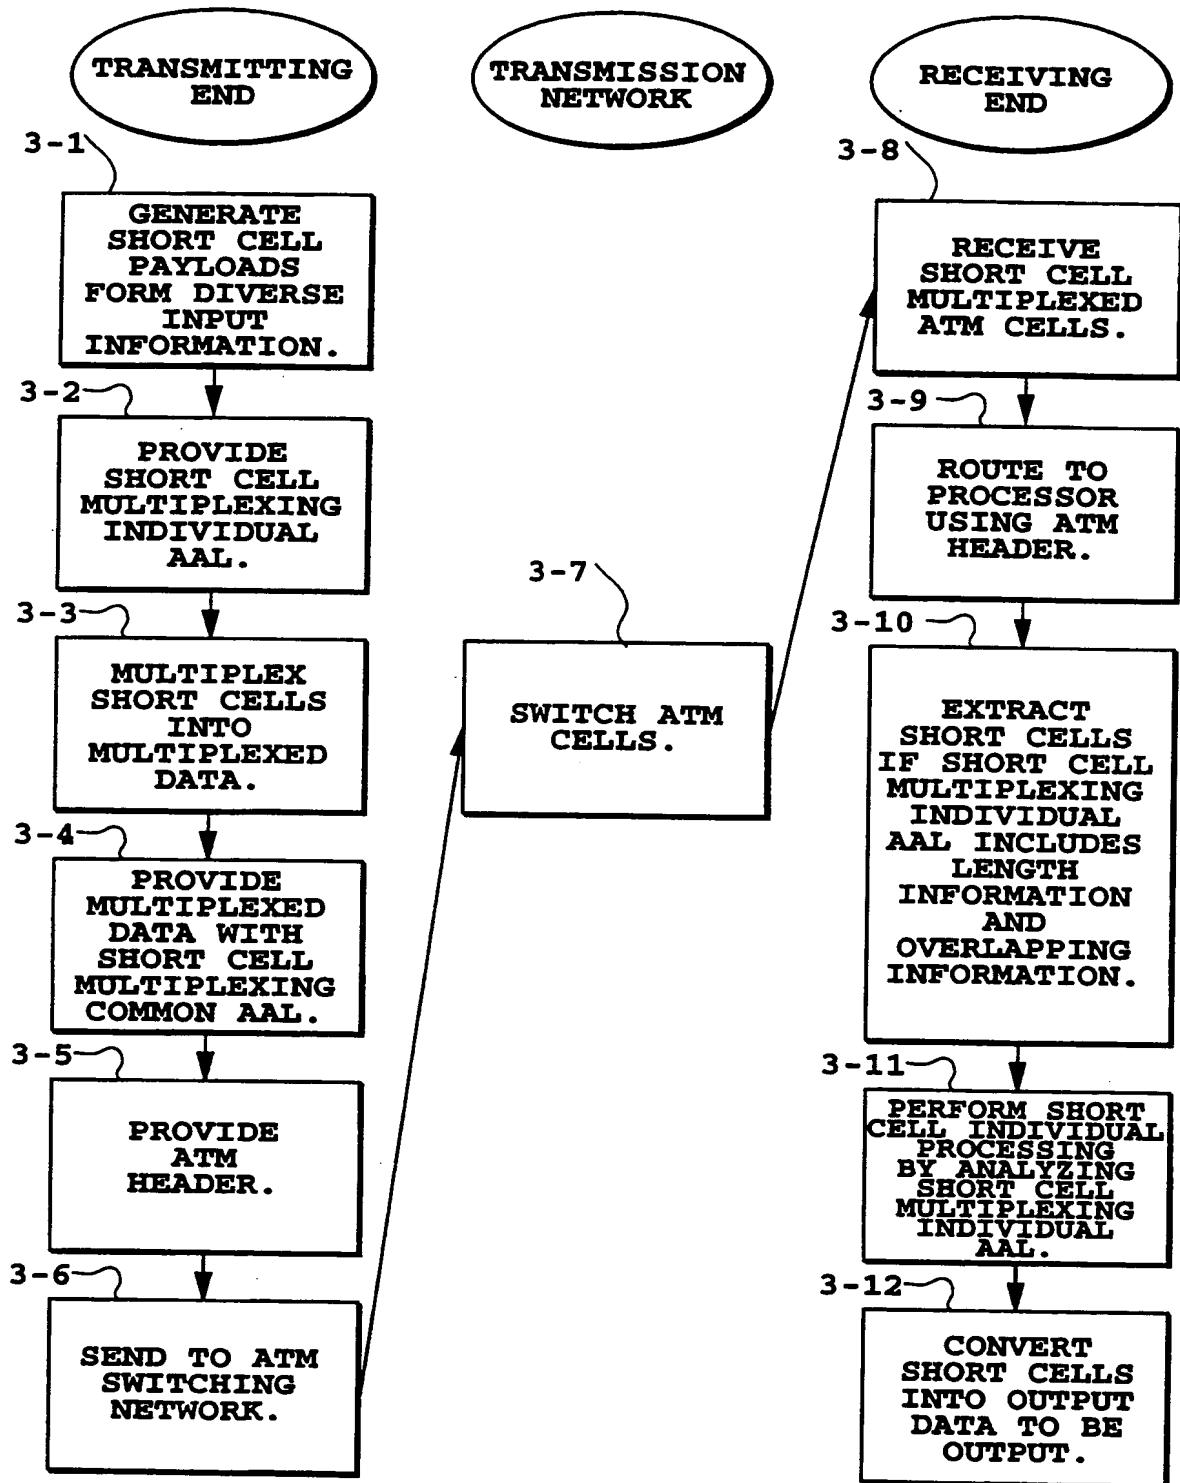 TRANSMITTING
END
3-1
GENERATE
SHORT CELL
PAYLOADS
FORM DIVERSE
INPUT
INFORMATION.
3-2
PROVIDE
SHORT CELL
MULTIPLEXING
INDIVIDUAL
AAL.
3-3
MULTIPLEX
SHORT CELLS
INTO
MULTIPLEXED
DATA.
3-4
PROVIDE
MULTIPLEXED
DATA WITH
SHORT CELL
MULTIPLEXING
COMMON AAL.
3-5
PROVIDE
ATM
HEADER.
3-6
SEND TO ATM
SWITCHING
NETWORK.
TRANSMISSION
NETWORK
3-7
SWITCH ATM
CELLS.
RECEIVING
END
3-8
RECEIVE
SHORT CELL
MULTIPLEXED
ATM CELLS.
3-9
ROUTE TO
PROCESSOR
USING ATM
HEADER.
3-10
EXTRACT
SHORT CELLS
IF SHORT CELL
MULTIPLEXING
INDIVIDUAL
AAL INCLUDES
LENGTH
INFORMATION
AND
OVERLAPPING
INFORMATION.
3-11
PERFORM SHORT
CELL INDIVIDUAL
PROCESSING
BY ANALYZING
SHORT CELL
MULTIPLEXING
INDIVIDUAL
AAL.
3-12
CONVERT
SHORT CELLS
INTO OUTPUT
DATA TO BE
OUTPUT.